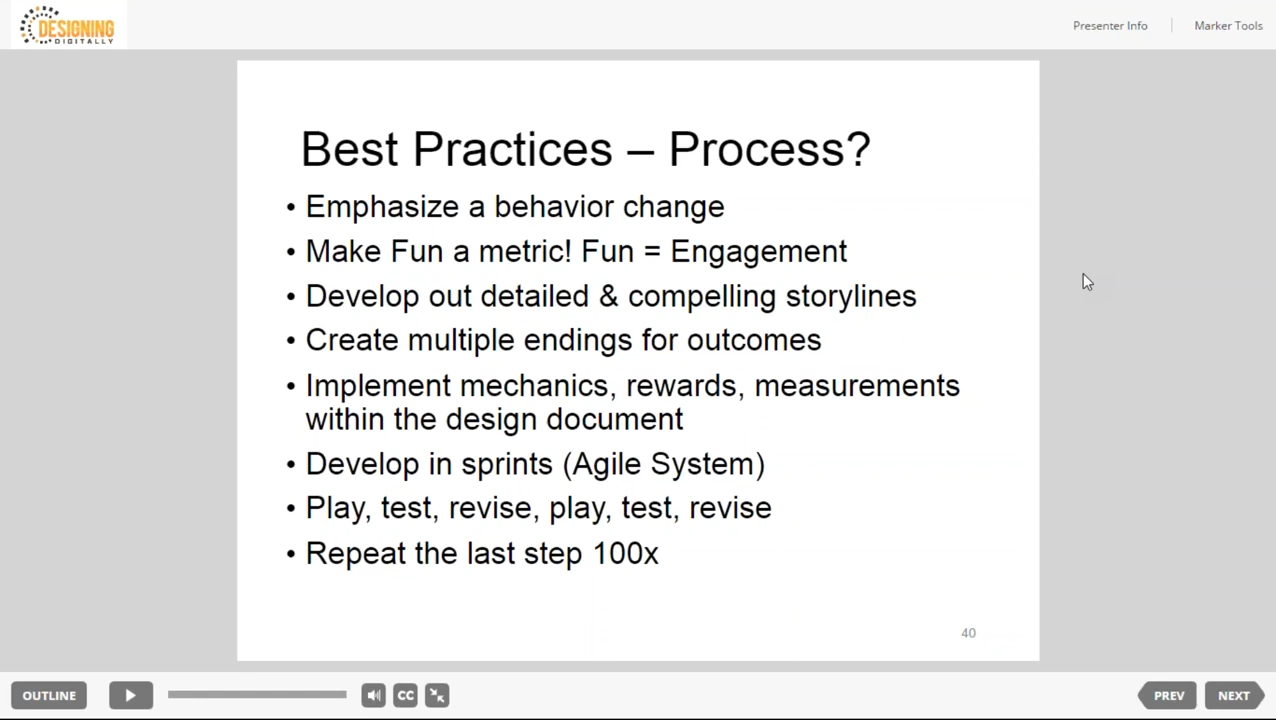 DESIGNING
DIGITALLY
Presenter Info
Marker Tools
Best Practices – Process?
• Emphasize a behavior change
• Make Fun a metric! Fun = Engagement
• Develop out detailed & compelling storylines
• Create multiple endings for outcomes
• Implement mechanics, rewards, measurements
within the design document
• Develop in sprints (Agile System)
• Play, test, revise, play, test, revise
• Repeat the last step 100x
40
OUTLINE
CC
PREV
NEXT